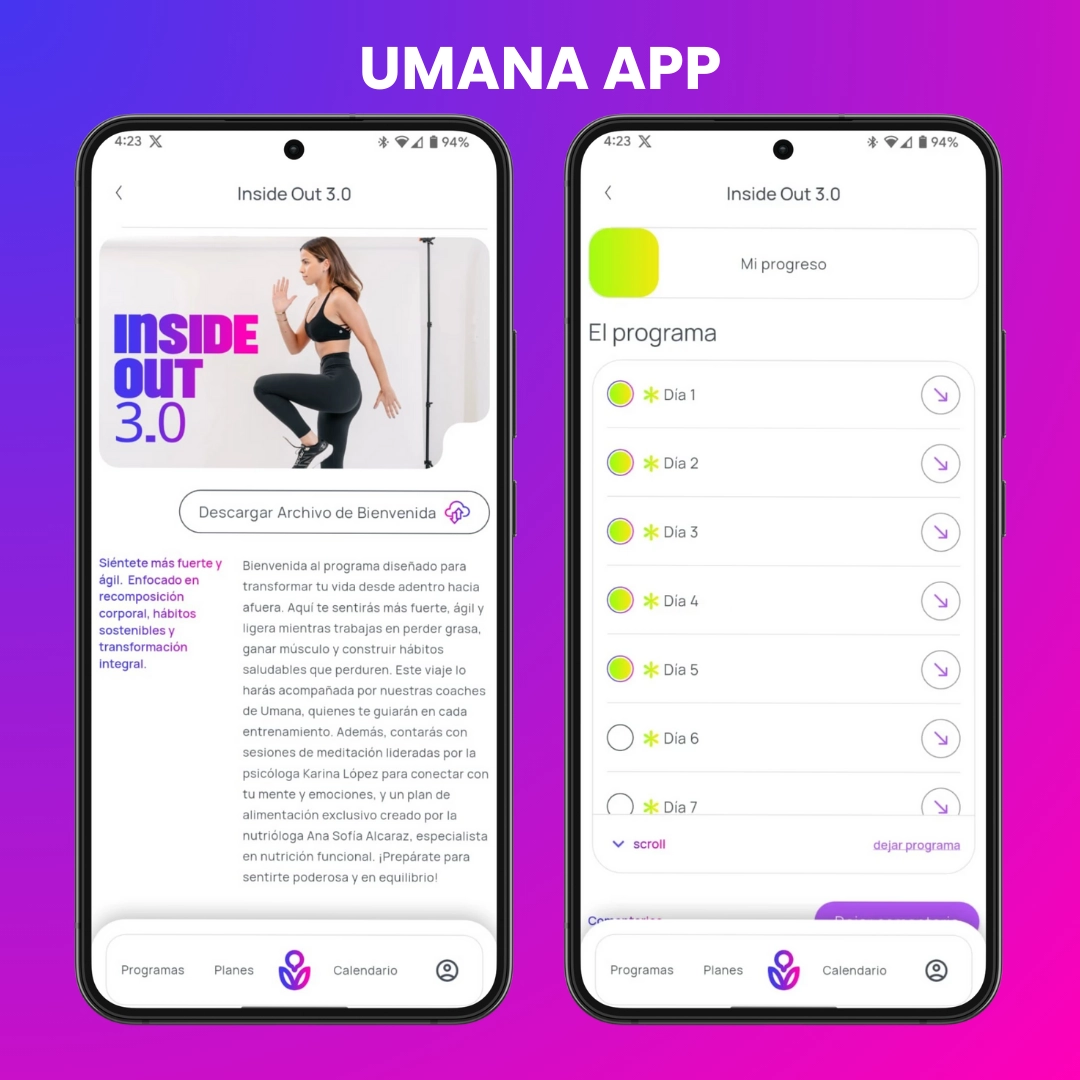 UMANA APP
4:23
94%
Inside Out 3.0
INSIDE
OUT
3.0
Descargar Archivo de Bienvenida
Siéntete más fuerte y
ágil. Enfocado en
recomposición
corporal, hábitos
sostenibles y
transformación
integral.
Bienvenida al programa diseñado para
transformar tu vida desde adentro hacia
afuera. Aquí te sentirás más fuerte, ágil y
ligera mientras trabajas en perder grasa,
ganar músculo y construir hábitos
saludables que perduren. Este viaje lo
harás acompañada por nuestras coaches
de Umana, quienes te guiarán en cada
entrenamiento. Además, contarás con
sesiones de meditación lideradas por la
psicóloga Karina López para conectar con
tu mente y emociones, y un plan de
alimentación exclusivo creado por la
nutrióloga Ana Sofía Alcaraz, especialista
en nutrición funcional. ¡Prepárate para
sentirte poderosa y en equilibrio!
Programas
Planes
Calendario
4:23
94%
Inside Out 3.0
Mi progreso
El programa
Día 1
Día 2
Día 3
Día 4
Día 5
Día 6
Día 7
scroll
dejar programa
Comentarios
Dejar comentario
Programas
Planes
Calendario